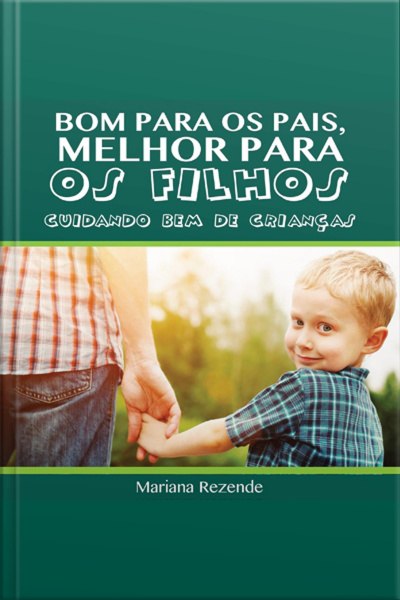 BOM PARA OS PAIS,
MELHOR PARA
OS FILHOS
CUIDANDO BEM DE CRIANÇAS
Mariana Rezende